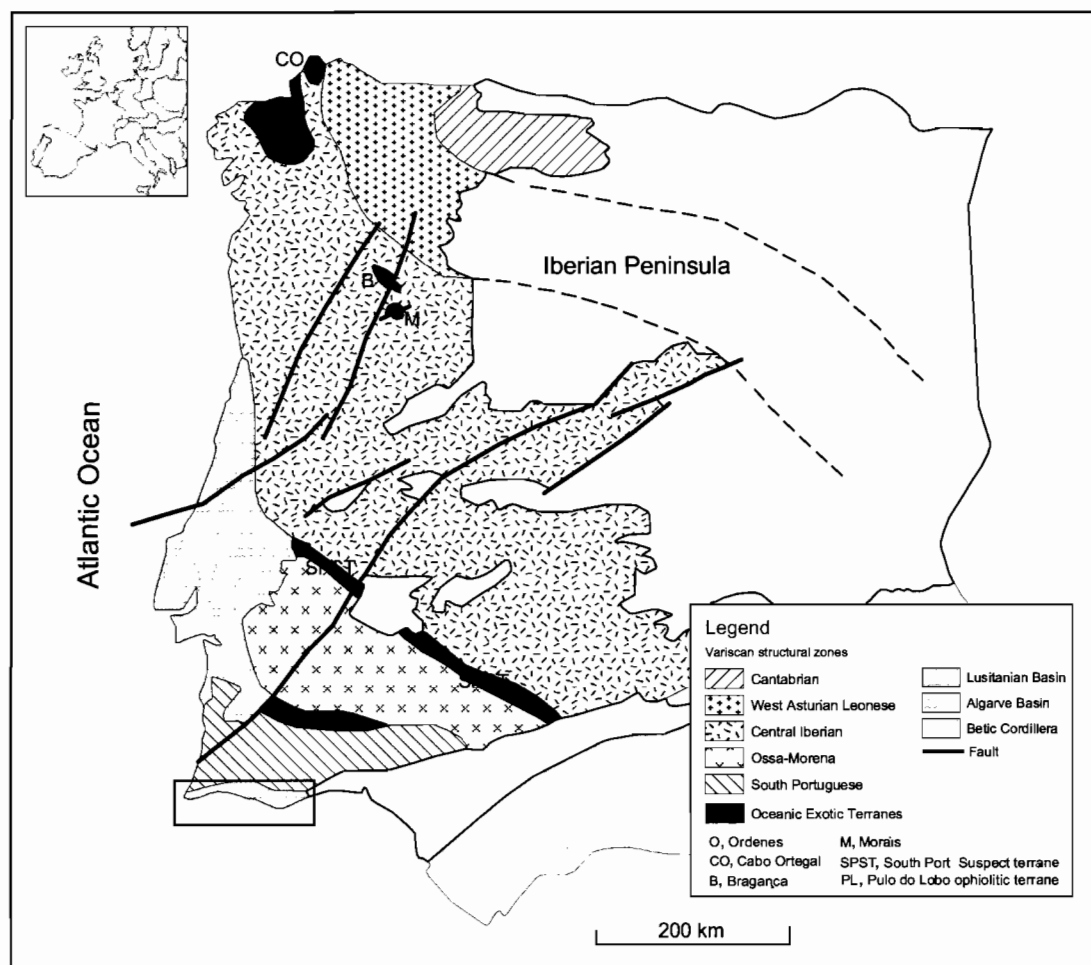 CO
Iberian Peninsula
B
M
Atlantic Ocean
Legend
Variscan structural zones
Cantabrian
West Asturian Leonese
Central Iberian
Ossa-Morena
South Portuguese
Oceanic Exotic Terranes
Lusitanian Basin
Algarve Basin
Betic Cordillera
Fault
O, Ordenes
CO, Cabo Ortegal
B, Bragança
M, Morais
SPST, South Port Suspect terrane
PL, Pulo do Lobo ophiolitic terrane
200 km